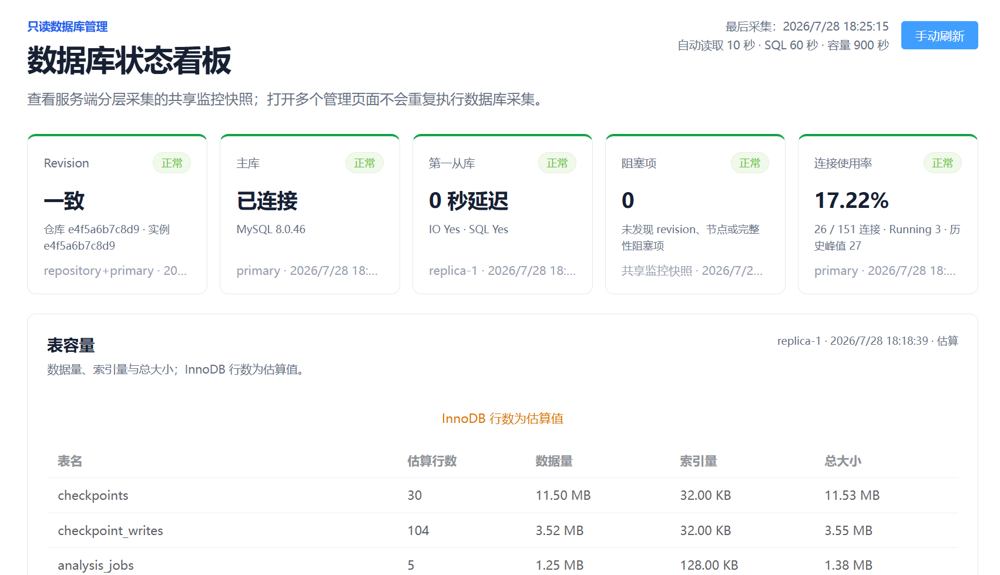 只读数据库管理
数据库状态看板
查看服务端分层采集的共享监控快照；打开多个管理页面不会重复执行数据库采集。
最后采集：2026/7/28 18:25:15
自动读取 10 秒 · SQL 60 秒 · 容量 900 秒
手动刷新
Revision 正常
一致
仓库 e4f5a6b7c8d9 · 实例
e4f5a6b7c8d9
repository+primary · 20...
主库 正常
已连接
MySQL 8.0.46
primary · 2026/7/28 18:...
第一从库 正常
0 秒延迟
IO Yes · SQL Yes
replica-1 · 2026/7/28 18:...
阻塞项 正常
0
未发现 revision、节点或完整
性阻塞项
共享监控快照 · 2026/7/2...
连接使用率 正常
17.22%
26 / 151 连接 · Running 3 · 历
史峰值 27
primary · 2026/7/28 18:...
表容量
replica-1 · 2026/7/28 18:18:39 · 估算
数据量、索引量与总大小；InnoDB 行数为估算值。
InnoDB 行数为估算值
表名 估算行数 数据量 索引量 总大小
checkpoints 30 11.50 MB 32.00 KB 11.53 MB
checkpoint_writes 104 3.52 MB 32.00 KB 3.55 MB
analysis_jobs 5 1.25 MB 128.00 KB 1.38 MB